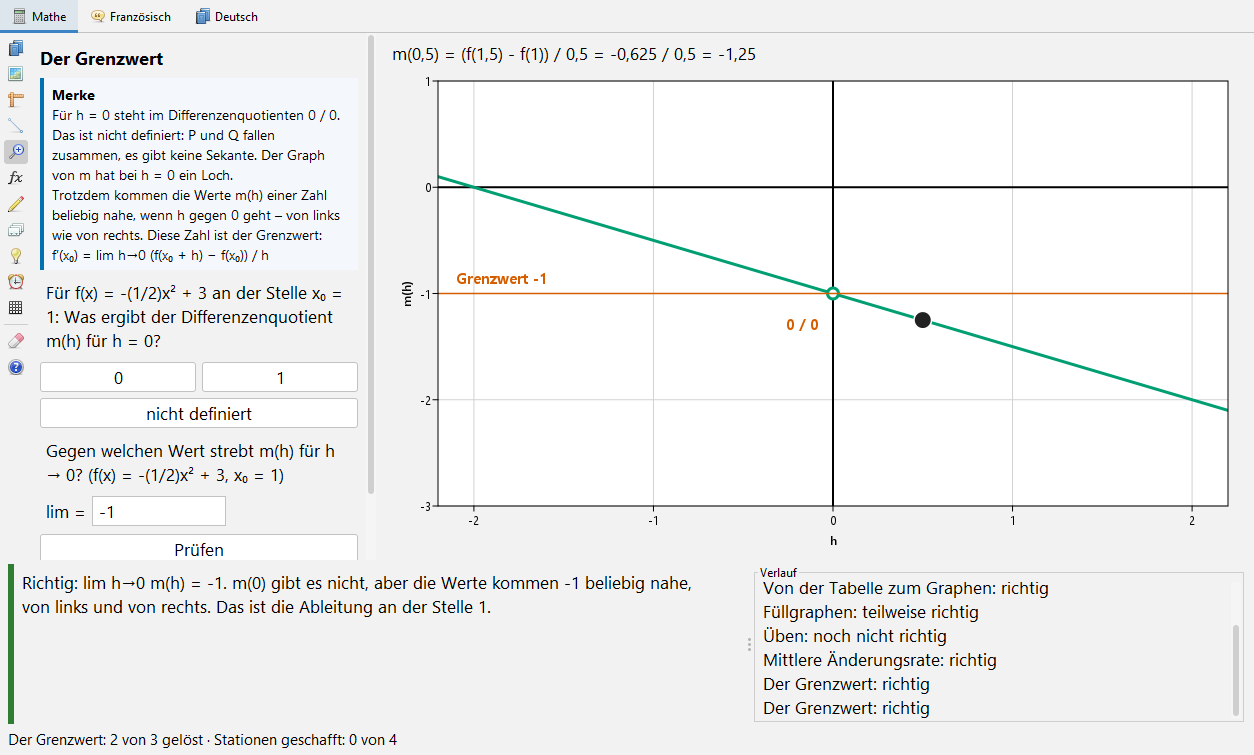 Mathe
Französisch
Deutsch
Der Grenzwert
Merke
Für h = 0 steht im Differenzenquotienten 0 / 0.
Das ist nicht definiert: P und Q fallen
zusammen, es gibt keine Sekante. Der Graph
von m hat bei h = 0 ein Loch.
Trotzdem kommen die Werte m(h) einer Zahl
beliebig nahe, wenn h gegen 0 geht – von links
wie von rechts. Diese Zahl ist der Grenzwert:
f′(x₀) = lim h→0 (f(x₀ + h) − f(x₀)) / h
Für f(x) = -(1/2)x² + 3 an der Stelle x₀ =
1: Was ergibt der Differenzenquotient
m(h) für h = 0?
0
1
nicht definiert
Gegen welchen Wert strebt m(h) für h
→ 0? (f(x) = -(1/2)x² + 3, x₀ = 1)
lim = -1
Prüfen
m(0,5) = (f(1,5) - f(1)) / 0,5 = -0,625 / 0,5 = -1,25
1
0
-1
-2
-3
m(h)
Grenzwert -1
0 / 0
-2
-1
0
1
2
h
Richtig: lim h→0 m(h) = -1. m(0) gibt es nicht, aber die Werte kommen -1 beliebig nahe,
von links und von rechts. Das ist die Ableitung an der Stelle 1.
Verlauf
Von der Tabelle zum Graphen: richtig
Füllgraphen: teilweise richtig
Üben: noch nicht richtig
Mittlere Änderungsrate: richtig
Der Grenzwert: richtig
Der Grenzwert: richtig
Der Grenzwert: 2 von 3 gelöst · Stationen geschafft: 0 von 4